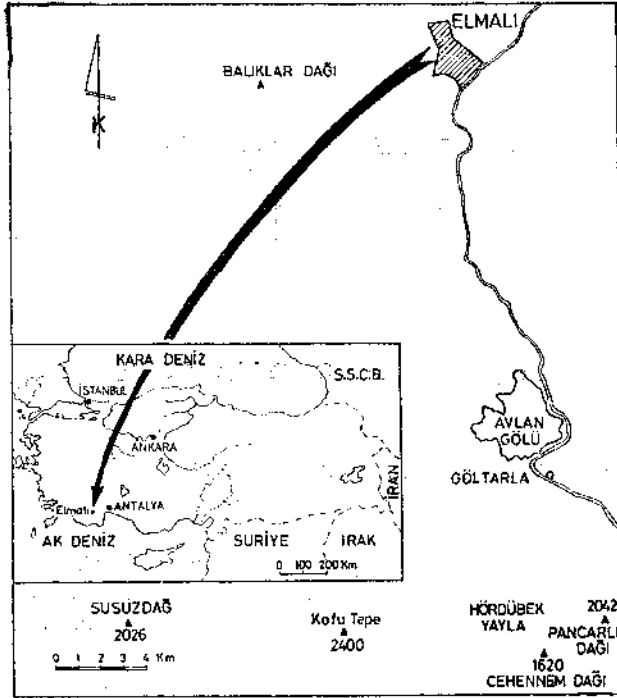 ELMALI
BALIKLAR DAĞI
K
KARA DENİZ
S.S.C.B.
İSTANBUL
ANKARA
İRAN
Elmalı
ANTALYA
AK DENİZ
SURİYE
IRAK
0 100 200 Km
AVLAN
GÖLÜ
GÖLTARLA
SUSUZDAĞ
2026
0 1 2 3 4 Km
Kofu Tepe
2400
HÖRDÜBEK
YAYLA
2042
PANCARLI
DAĞI
1620
CEHENNEM DAĞI